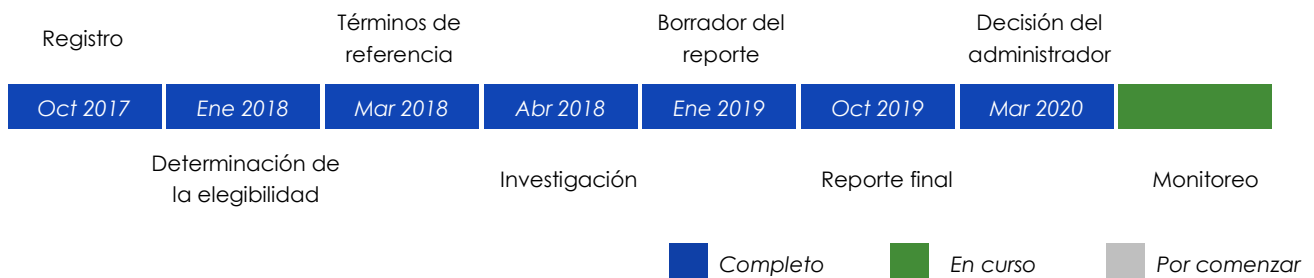 Registro
Términos de
referencia
Borrador del
reporte
Decisión del
administrador
Oct 2017
Ene 2018
Mar 2018
Abr 2018
Ene 2019
Oct 2019
Mar 2020
Determinación de
la elegibilidad
Investigación
Reporte final
Monitoreo
Completo
En curso
Por comenzar